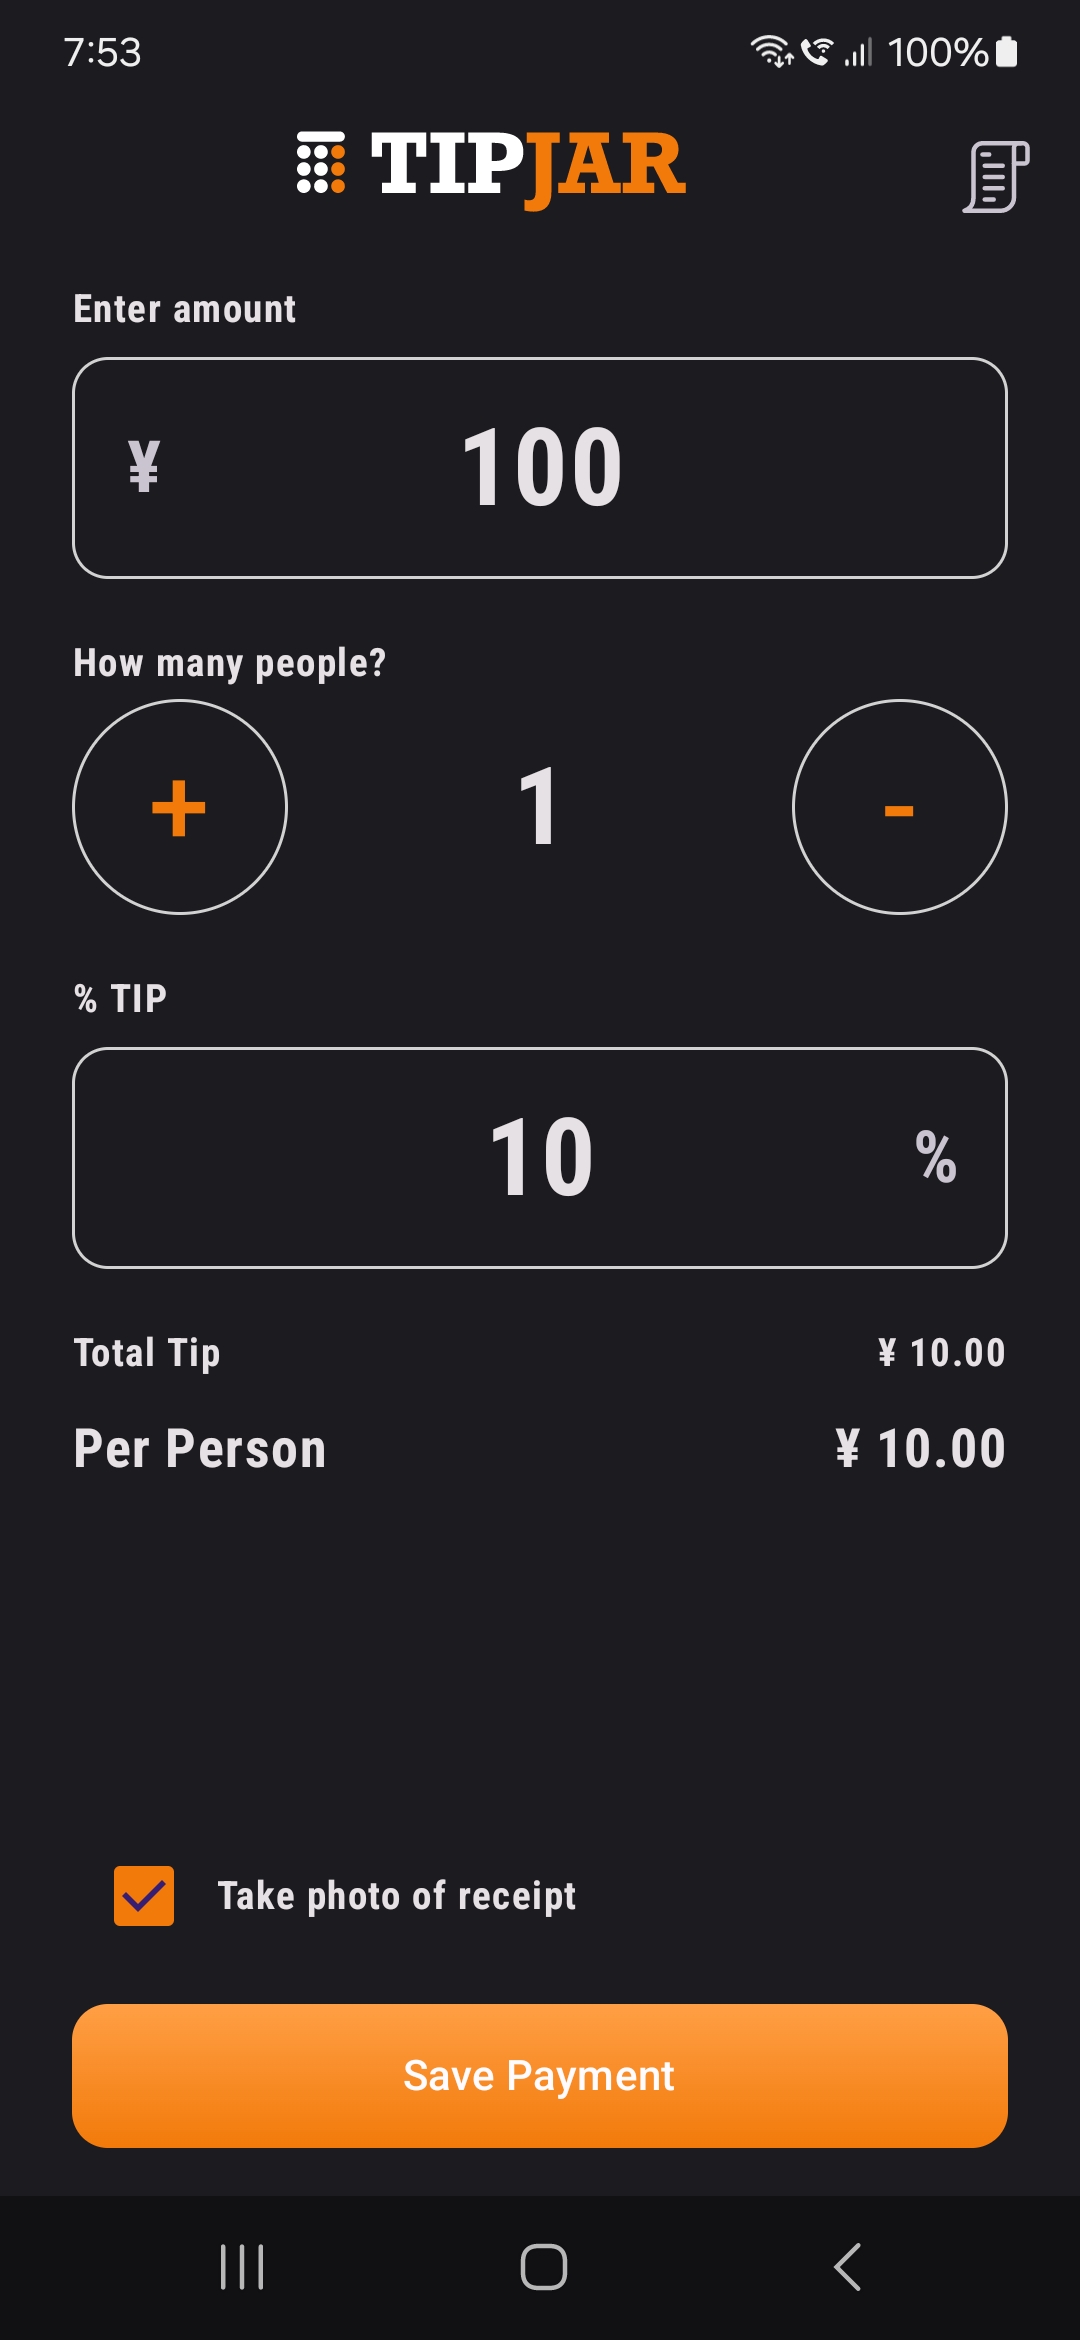 7:53 100%
TIPJAR
Enter amount
¥ 100
How many people?
+ 1 -
% TIP
10 %
Total Tip ¥ 10.00
Per Person ¥ 10.00
Take photo of receipt
Save Payment